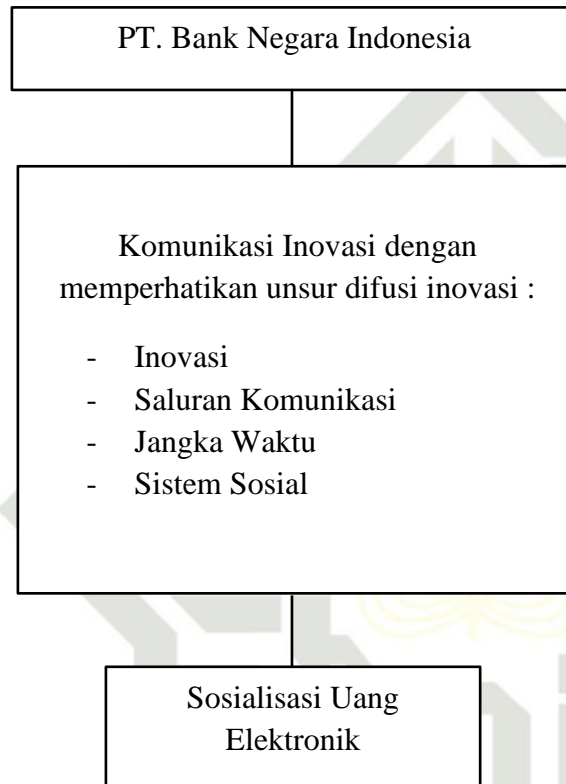 PT. Bank Negara Indonesia
Komunikasi Inovasi dengan
memperhatikan unsur difusi inovasi :
- Inovasi
- Saluran Komunikasi
- Jangka Waktu
- Sistem Sosial
Sosialisasi Uang
Elektronik